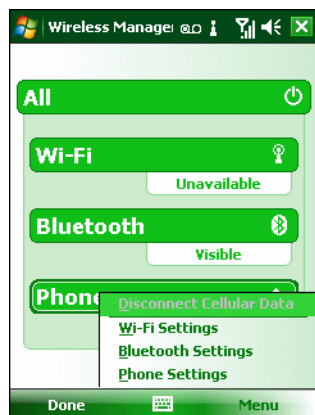 Wireless Manager
All
Wi-Fi
Unavailable
Bluetooth
Visible
Phone
Disconnect Cellular Data
Wi-Fi Settings
Bluetooth Settings
Phone Settings
Done Menu